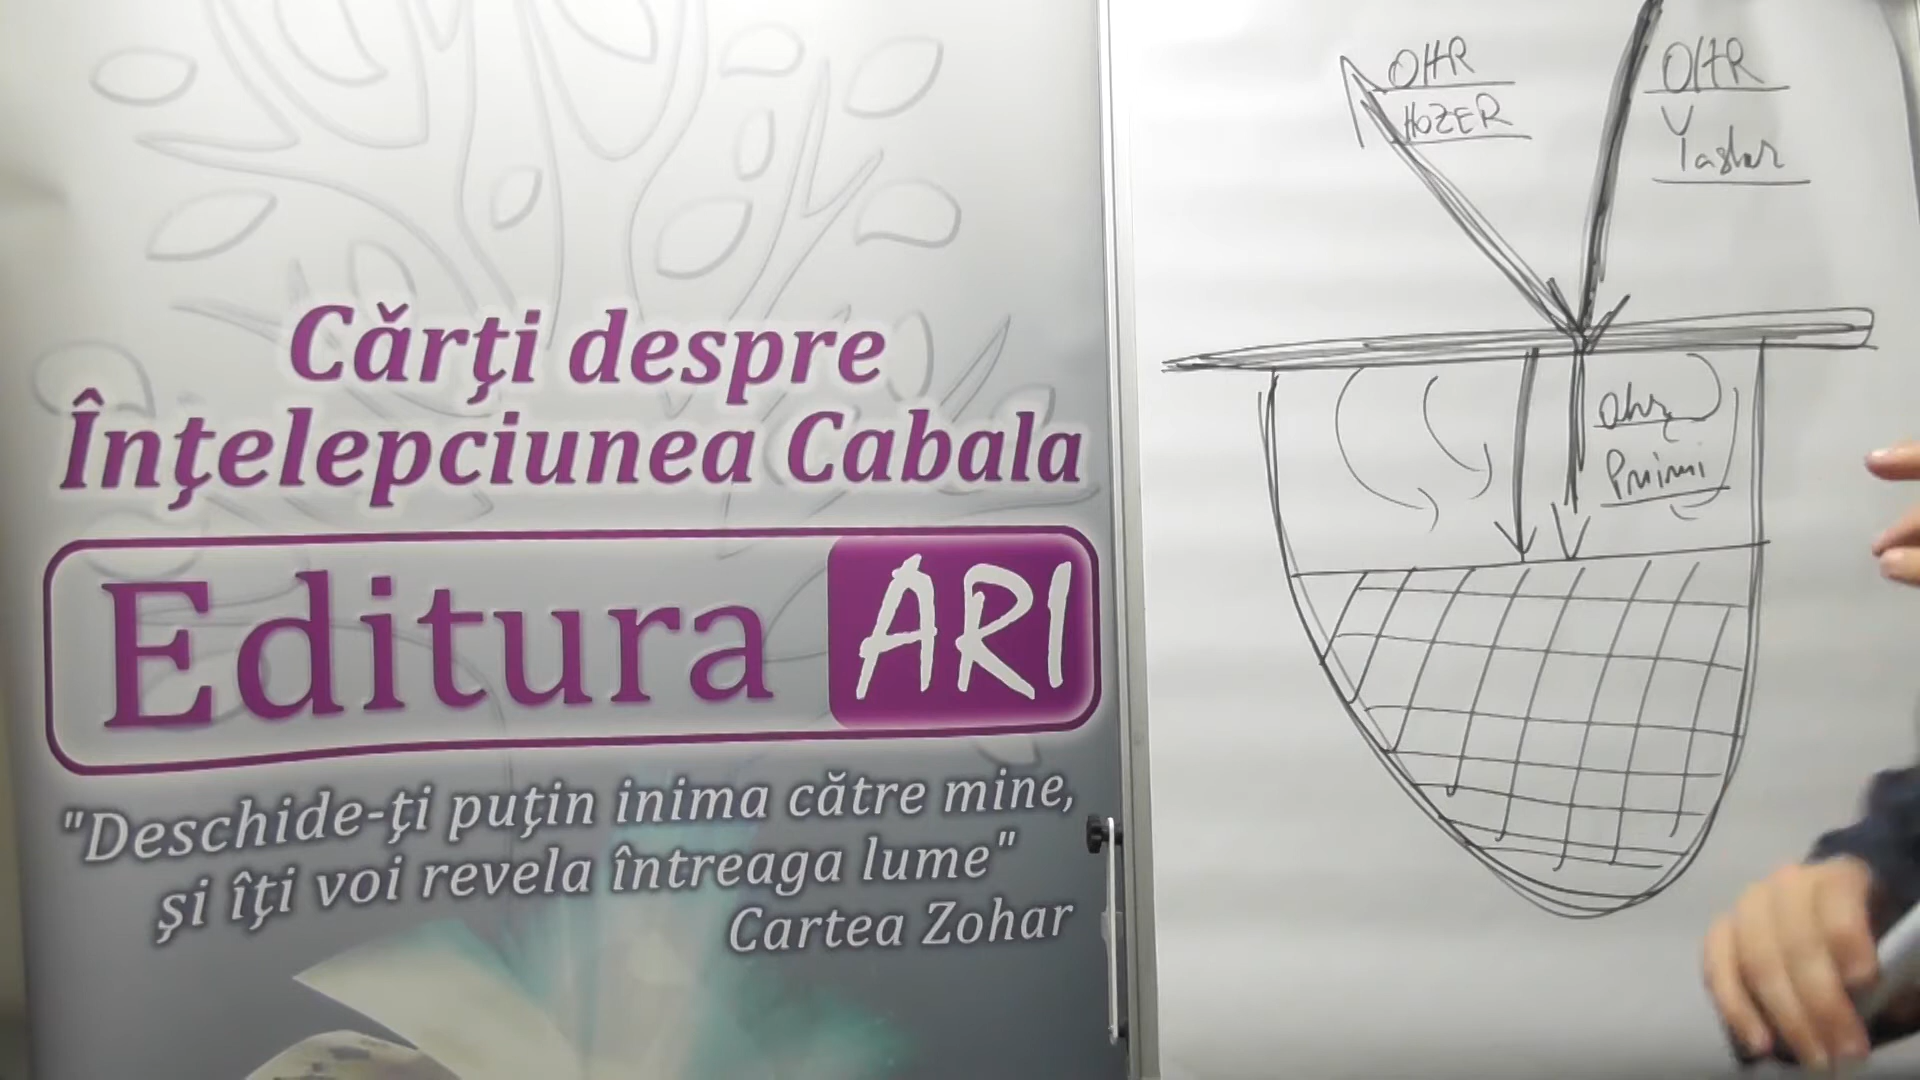 Cărţi despre
Înţelepciunea Cabala
Editura ARI
"Deschide-ţi puţin inima către mine,
şi îţi voi revela întreaga lume"
Cartea Zohar
OHR
HOZER
OHR
Yashar
Ohr
Pnimi